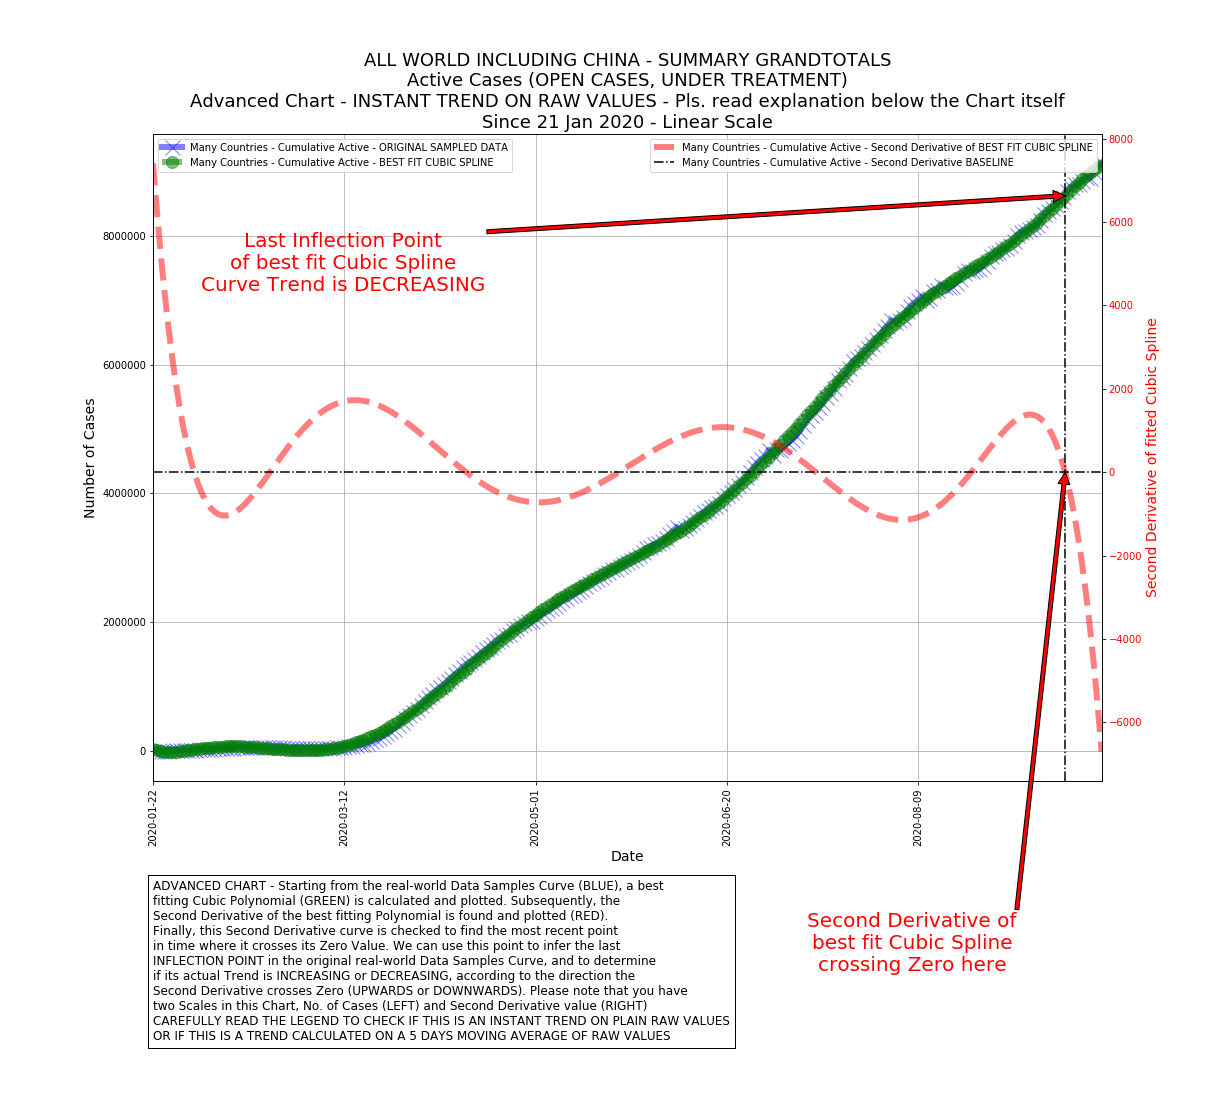 ALL WORLD INCLUDING CHINA - SUMMARY GRANDTOTALS
Active Cases (OPEN CASES, UNDER TREATMENT)
Advanced Chart - INSTANT TREND ON RAW VALUES - Pls. read explanation below the Chart itself
Since 21 Jan 2020 - Linear Scale
Many Countries - Cumulative Active - ORIGINAL SAMPLED DATA
Many Countries - Cumulative Active - BEST FIT CUBIC SPLINE
Many Countries - Cumulative Active - Second Derivative of BEST FIT CUBIC SPLINE
Many Countries - Cumulative Active - Second Derivative BASELINE
Last Inflection Point
of best fit Cubic Spline
Curve Trend is DECREASING
Number of Cases
8000000
6000000
4000000
2000000
0
8000
6000
4000
2000
0
−2000
−4000
−6000
Second Derivative of fitted Cubic Spline
2020-01-22
2020-03-12
2020-05-01
2020-06-20
2020-08-09
Date
ADVANCED CHART - Starting from the real-world Data Samples Curve (BLUE), a best
fitting Cubic Polynomial (GREEN) is calculated and plotted. Subsequently, the
Second Derivative of the best fitting Polynomial is found and plotted (RED).
Finally, this Second Derivative curve is checked to find the most recent point
in time where it crosses its Zero Value. We can use this point to infer the last
INFLECTION POINT in the original real-world Data Samples Curve, and to determine
if its actual Trend is INCREASING or DECREASING, according to the direction the
Second Derivative crosses Zero (UPWARDS or DOWNWARDS). Please note that you have
two Scales in this Chart, No. of Cases (LEFT) and Second Derivative value (RIGHT)
CAREFULLY READ THE LEGEND TO CHECK IF THIS IS AN INSTANT TREND ON PLAIN RAW VALUES
OR IF THIS IS A TREND CALCULATED ON A 5 DAYS MOVING AVERAGE OF RAW VALUES
Second Derivative of
best fit Cubic Spline
crossing Zero here